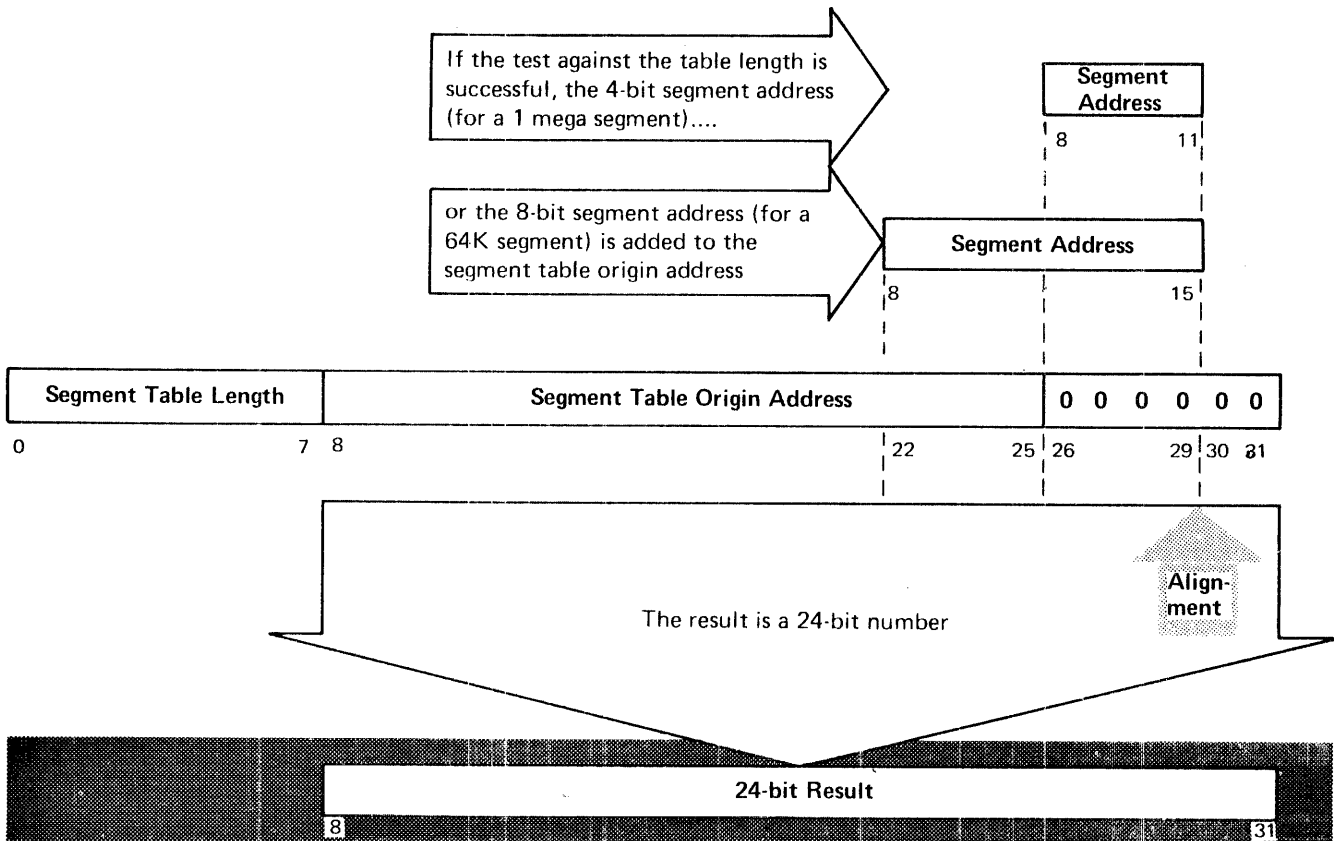 If the test against the table length is
successful, the 4-bit segment address
(for a 1 mega segment)....
Segment
Address
8 11
or the 8-bit segment address (for a
64K segment) is added to the
segment table origin address
Segment Address
8 15
Segment Table Length Segment Table Origin Address 0 0 0 0 0 0
0 7 8 22 25 26 29 30 31
Align-
ment
The result is a 24-bit number
24-bit Result
8 31